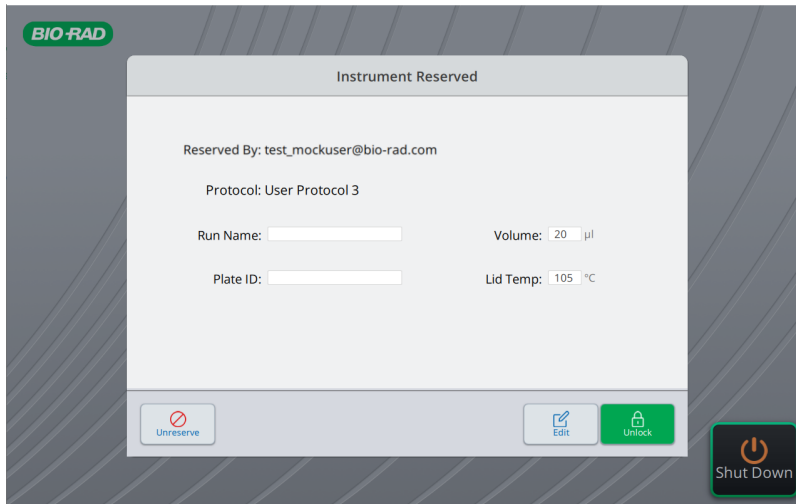 BIO-RAD
Instrument Reserved
Reserved By: test_mockuser@bio-rad.com
Protocol: User Protocol 3
Run Name:
Volume: 20 µl
Plate ID:
Lid Temp: 105 °C
Unreserve
Edit
Unlock
Shut Down